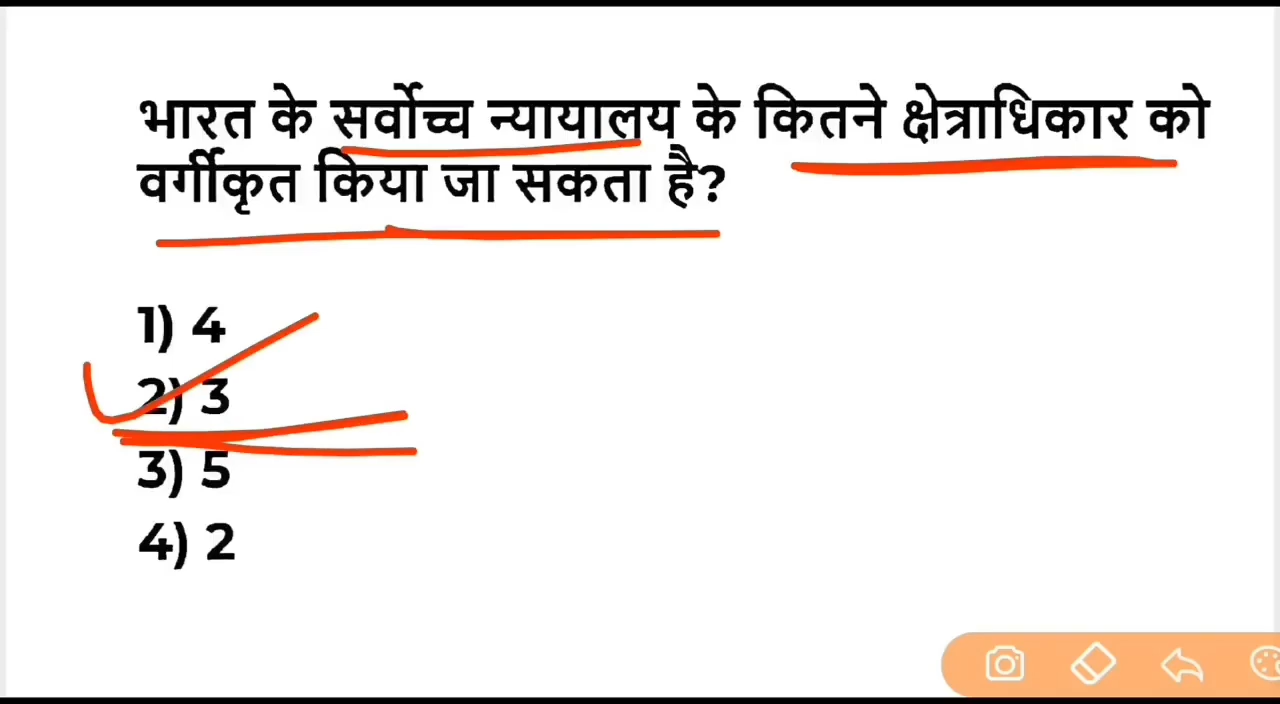 भारत के सर्वोच्च न्यायालय के कितने क्षेत्राधिकार को
वर्गीकृत किया जा सकता है?
1) 4
2) 3
3) 5
4) 2